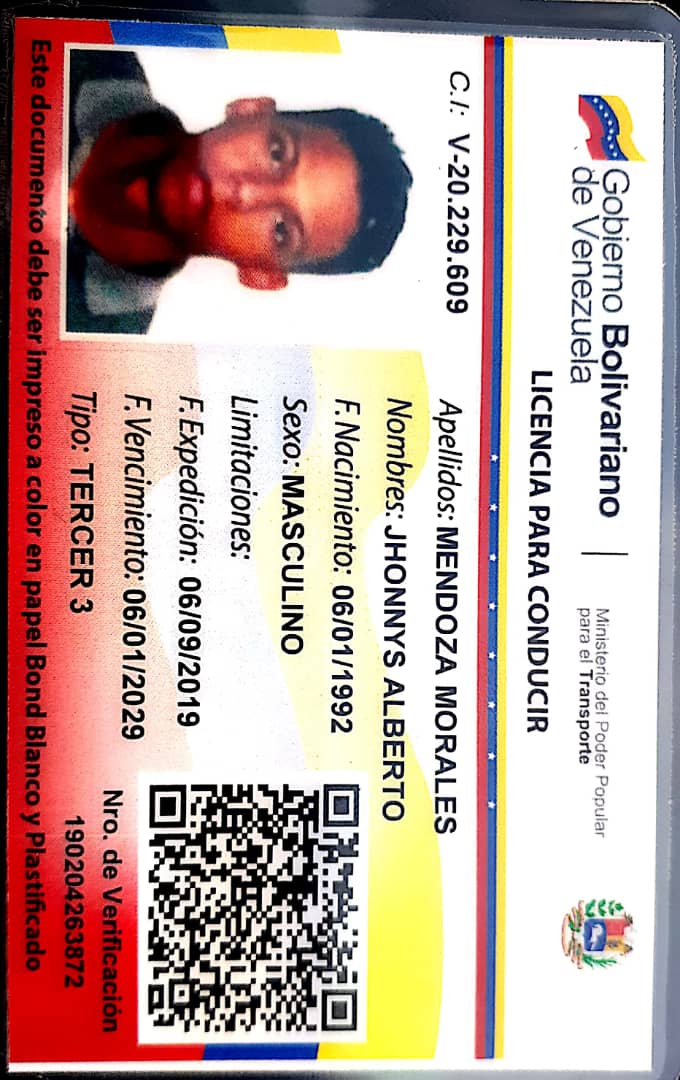 Gobierno Bolivariano
de Venezuela
Ministerio del Poder Popular
para el Transporte
LICENCIA PARA CONDUCIR
C.I: V-20.229.609
Apellidos: MENDOZA MORALES
Nombres: JHONNYS ALBERTO
F. Nacimiento: 06/01/1992
Sexo: MASCULINO
Limitaciones:
F. Expedición: 06/09/2019
F. Vencimiento: 06/01/2029
Tipo: TERCER 3
Nro. de Verificación
190204263872
Este documento debe ser impreso a color en papel Bond Blanco y Plastificado